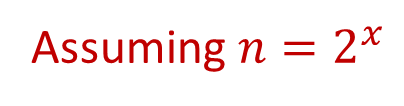 Assuming n = 2^x